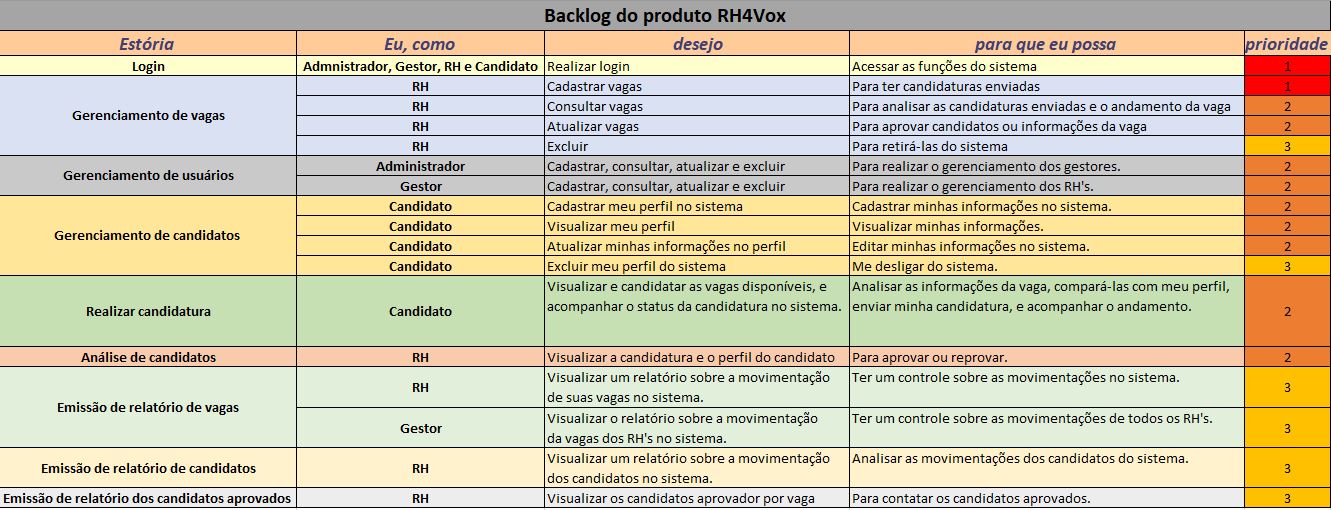 Backlog do produto RH4Vox
Estória Eu, como desejo para que eu possa prioridade
Login Admnistrador, Gestor, RH e Candidato Realizar login Acessar as funções do sistema 1
Gerenciamento de vagas RH Cadastrar vagas Para ter candidaturas enviadas 1
RH Consultar vagas Para analisar as candidaturas enviadas e o andamento da vaga 2
RH Atualizar vagas Para aprovar candidatos ou informações da vaga 2
RH Excluir Para retirá-las do sistema 3
Gerenciamento de usuários Administrador Cadastrar, consultar, atualizar e excluir Para realizar o gerenciamento dos gestores. 2
Gestor Cadastrar, consultar, atualizar e excluir Para realizar o gerenciamento dos RH's. 2
Gerenciamento de candidatos Candidato Cadastrar meu perfil no sistema Cadastrar minhas informações no sistema. 2
Candidato Visualizar meu perfil Visualizar minhas informações. 2
Candidato Atualizar minhas informações no perfil Editar minhas informações no sistema. 2
Candidato Excluir meu perfil do sistema Me desligar do sistema. 3
Realizar candidatura Candidato Visualizar e candidatar as vagas disponíveis, e Analisar as informações da vaga, compará-las com meu perfil, 2
acompanhar o status da candidatura no sistema. enviar minha candidatura, e acompanhar o andamento.
Análise de candidatos RH Visualizar a candidatura e o perfil do candidato Para aprovar ou reprovar. 2
Emissão de relatório de vagas RH Visualizar um relatório sobre a movimentação Ter um controle sobre as movimentações no sistema. 3
de suas vagas no sistema.
Gestor Visualizar o relatório sobre a movimentação Ter um controle sobre as movimentações de todos os RH's. 3
da vagas dos RH's no sistema.
Emissão de relatório de candidatos RH Visualizar um relatório sobre a movimentação Analisar as movimentações dos candidatos do sistema. 3
dos candidatos no sistema.
Emissão de relatório dos candidatos aprovados RH Visualizar os candidatos aprovador por vaga Para contatar os candidatos aprovados. 3